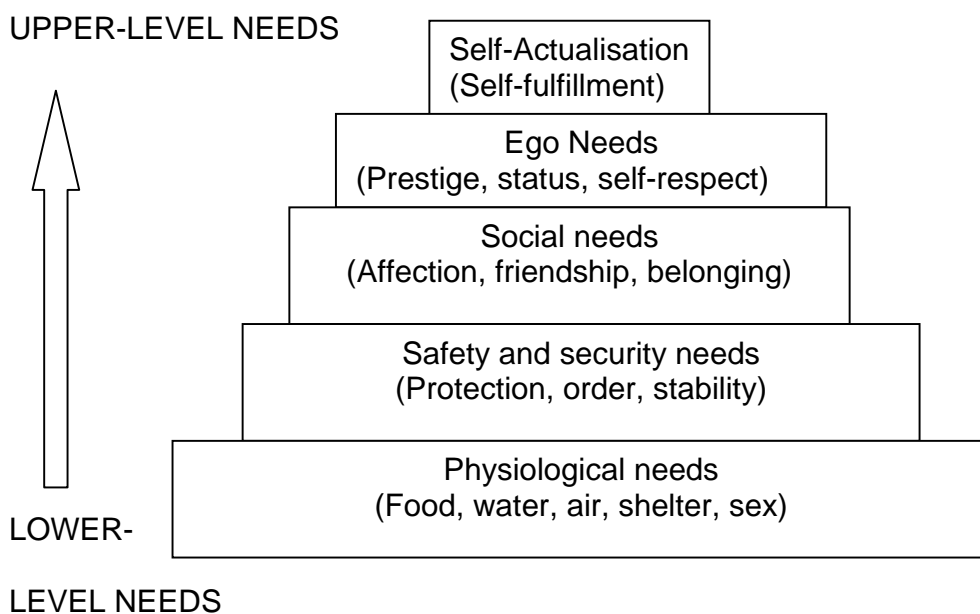 UPPER-LEVEL NEEDS
Self-Actualisation
(Self-fulfillment)
Ego Needs
(Prestige, status, self-respect)
Social needs
(Affection, friendship, belonging)
Safety and security needs
(Protection, order, stability)
Physiological needs
(Food, water, air, shelter, sex)
LOWER-
LEVEL NEEDS